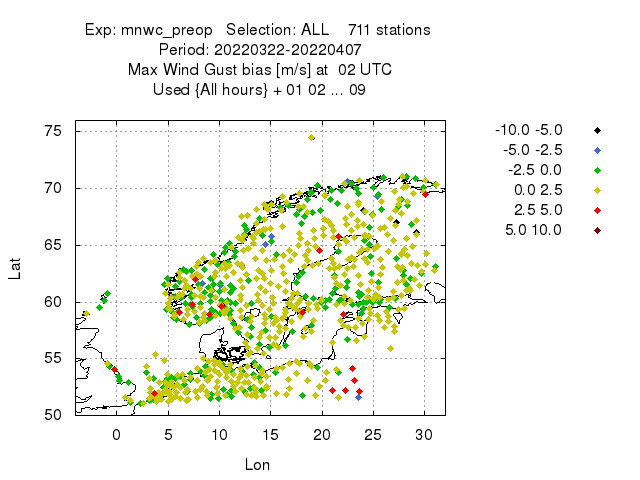 Exp: mnwc_preop   Selection: ALL    711 stations
Period: 20220322-20220407
Max Wind Gust bias [m/s] at  02 UTC
Used {All hours} + 01 02 ... 09
-10.0 -5.0
-5.0 -2.5
-2.5 0.0
0.0 2.5
2.5 5.0
5.0 10.0
75
70
65
60
55
50
Lat
0 5 10 15 20 25 30
Lon